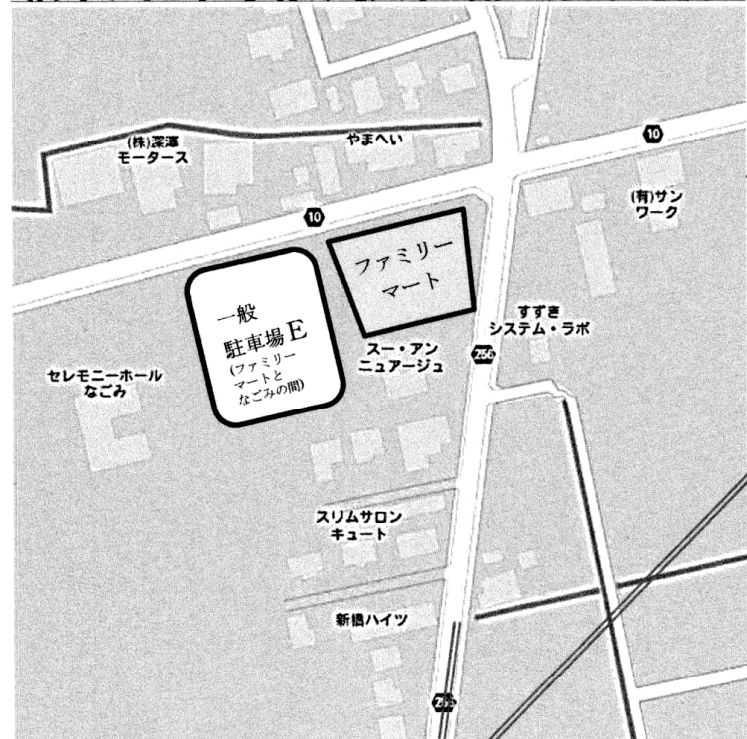 (株)深澤
モータース
やまへい
10
(有)サン
ワーク
10
ファミリー
マート
一般
駐車場E
(ファミリー
マートと
なごみの間)
すずき
システム・ラボ
スー・アン
ニュアージュ
256
セレモニーホール
なごみ
スリムサロン
キュート
新橋ハイツ
256